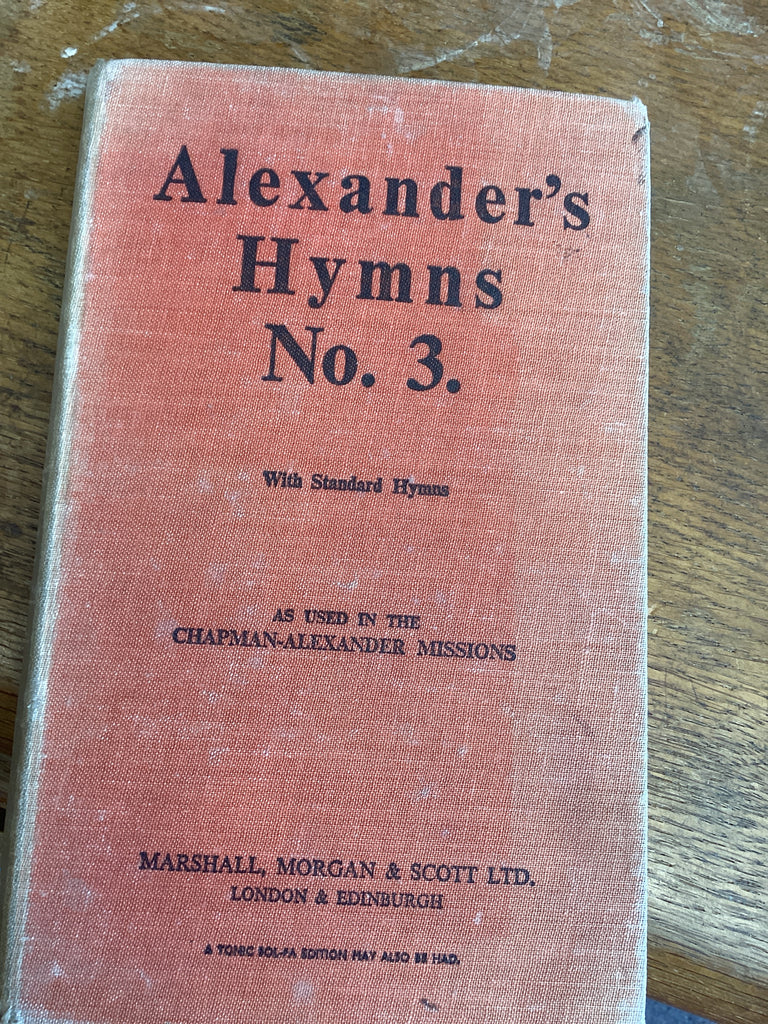 Alexander's
Hymns
No. 3.
With Standard Hymns
AS USED IN THE
CHAPMAN-ALEXANDER MISSIONS
MARSHALL, MORGAN & SCOTT LTD.
LONDON & EDINBURGH
A TONIC SOL-FA EDITION MAY ALSO BE HAD.